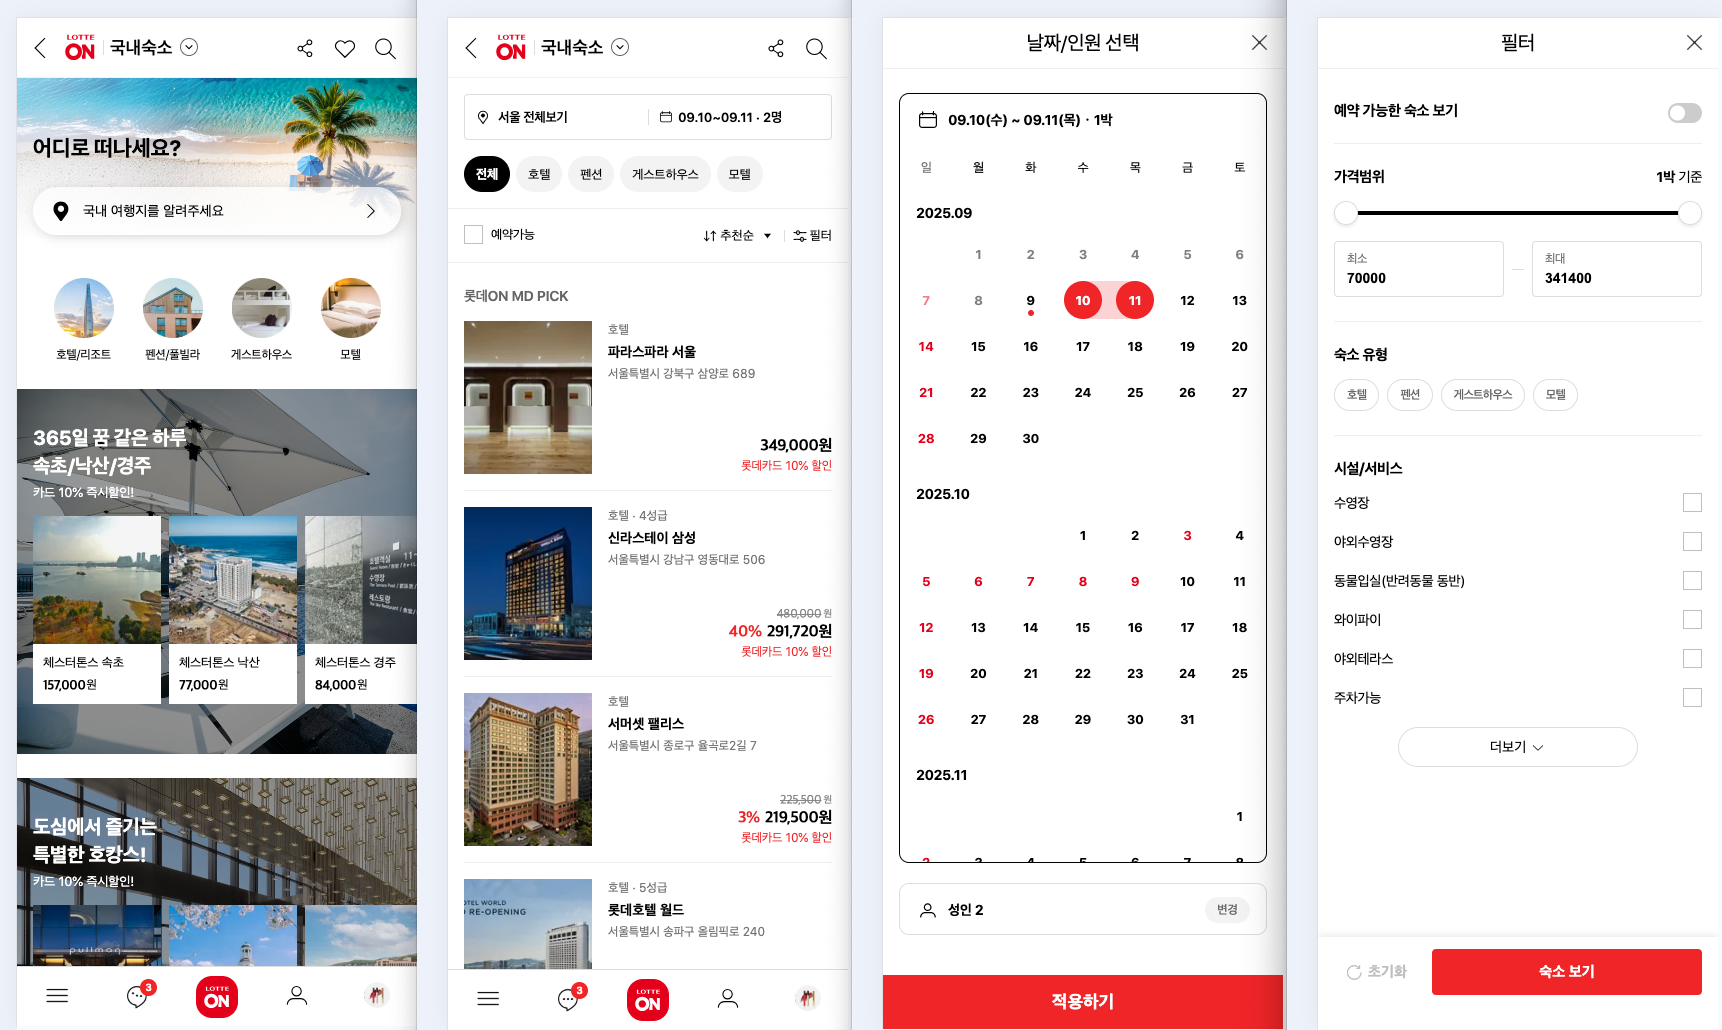 LOTTE
ON
국내숙소
어디로 떠나세요?
국내 여행지를 알려주세요
호텔/리조트
펜션/풀빌라
게스트하우스
모텔
365일 꿈 같은 하루
속초/낙산/경주
카드 10% 즉시할인!
체스터톤스 속초
157,000원
체스터톤스 낙산
77,000원
체스터톤스 경주
84,000원
도심에서 즐기는
특별한 호캉스!
카드 10% 즉시할인!
pullman
3
LOTTE
ON
LOTTE
ON
국내숙소
서울 전체보기
09.10~09.11 · 2명
전체
호텔
펜션
게스트하우스
모텔
예약가능
추천순
필터
롯데ON MD PICK
호텔
파라스파라 서울
서울특별시 강북구 삼양로 689
349,000원
롯데카드 10% 할인
호텔 · 4성급
신라스테이 삼성
서울특별시 강남구 영동대로 506
480,000 원
40% 291,720원
롯데카드 10% 할인
호텔
서머셋 팰리스
서울특별시 종로구 율곡로2길 7
225,500 원
3% 219,500원
롯데카드 10% 할인
호텔 · 5성급
롯데호텔 월드
서울특별시 송파구 올림픽로 240
RE-OPENING
3
LOTTE
ON
날짜/인원 선택
09.10(수) ~ 09.11(목) · 1박
일 월 화 수 목 금 토
2025.09
1 2 3 4 5 6
7 8 9 10 11 12 13
14 15 16 17 18 19 20
21 22 23 24 25 26 27
28 29 30
2025.10
1 2 3 4
5 6 7 8 9 10 11
12 13 14 15 16 17 18
19 20 21 22 23 24 25
26 27 28 29 30 31
2025.11
1
2 3 4 5 6 7 8
성인 2
변경
적용하기
필터
예약 가능한 숙소 보기
가격범위
1박 기준
최소
70000
최대
341400
숙소 유형
호텔
펜션
게스트하우스
모텔
시설/서비스
수영장
야외수영장
동물입실(반려동물 동반)
와이파이
야외테라스
주차가능
더보기
초기화
숙소 보기